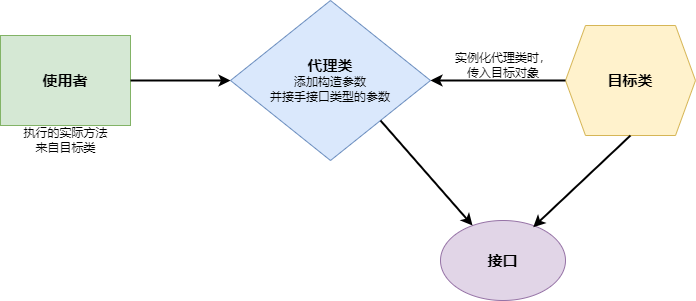 使用者
执行的实际方法
来自目标类
代理类
添加构造参数
并接手接口类型的参数
实例化代理类时，
传入目标对象
目标类
接口